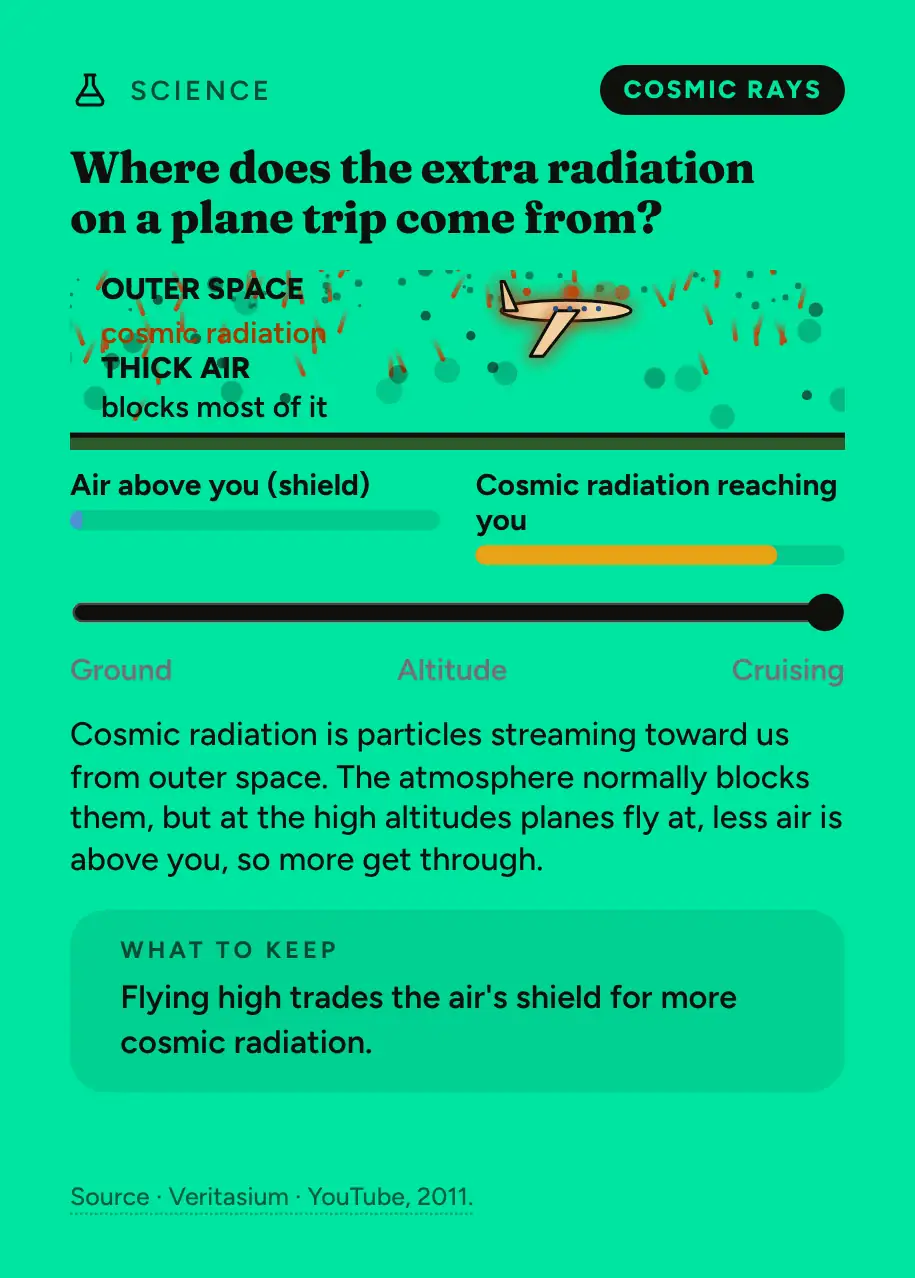 SCIENCE
COSMIC RAYS
Where does the extra radiation
on a plane trip come from?
OUTER SPACE
cosmic radiation
THICK AIR
blocks most of it
Air above you (shield)
Cosmic radiation reaching
you
Ground
Altitude
Cruising
Cosmic radiation is particles streaming toward us
from outer space. The atmosphere normally blocks
them, but at the high altitudes planes fly at, less air is
above you, so more get through.
WHAT TO KEEP
Flying high trades the air's shield for more
cosmic radiation.
Source · Veritasium · YouTube, 2011.